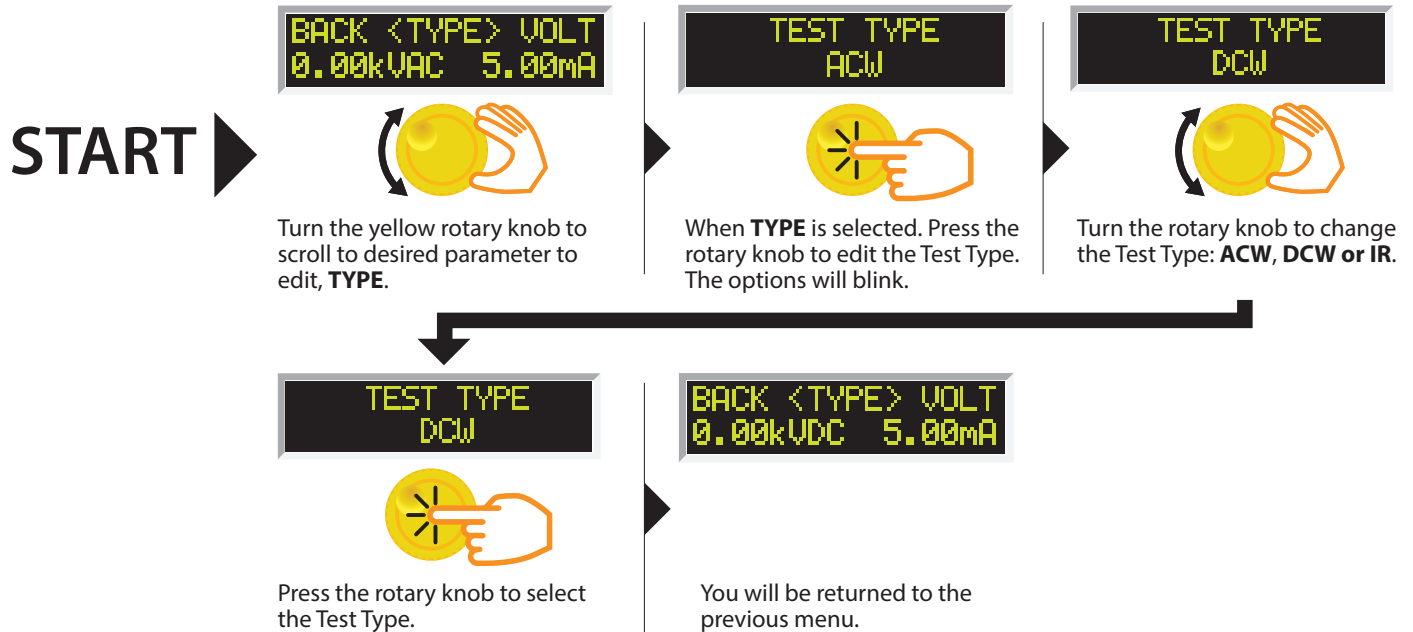 START
BACK <TYPE> VOLT
0.00kVAC 5.00mA
Turn the yellow rotary knob to
scroll to desired parameter to
edit, TYPE.
TEST TYPE
ACW
When TYPE is selected. Press the
rotary knob to edit the Test Type.
The options will blink.
TEST TYPE
DCW
Turn the rotary knob to change
the Test Type: ACW, DCW or IR.
TEST TYPE
DCW
Press the rotary knob to select
the Test Type.
BACK <TYPE> VOLT
0.00kVDC 5.00mA
You will be returned to the
previous menu.